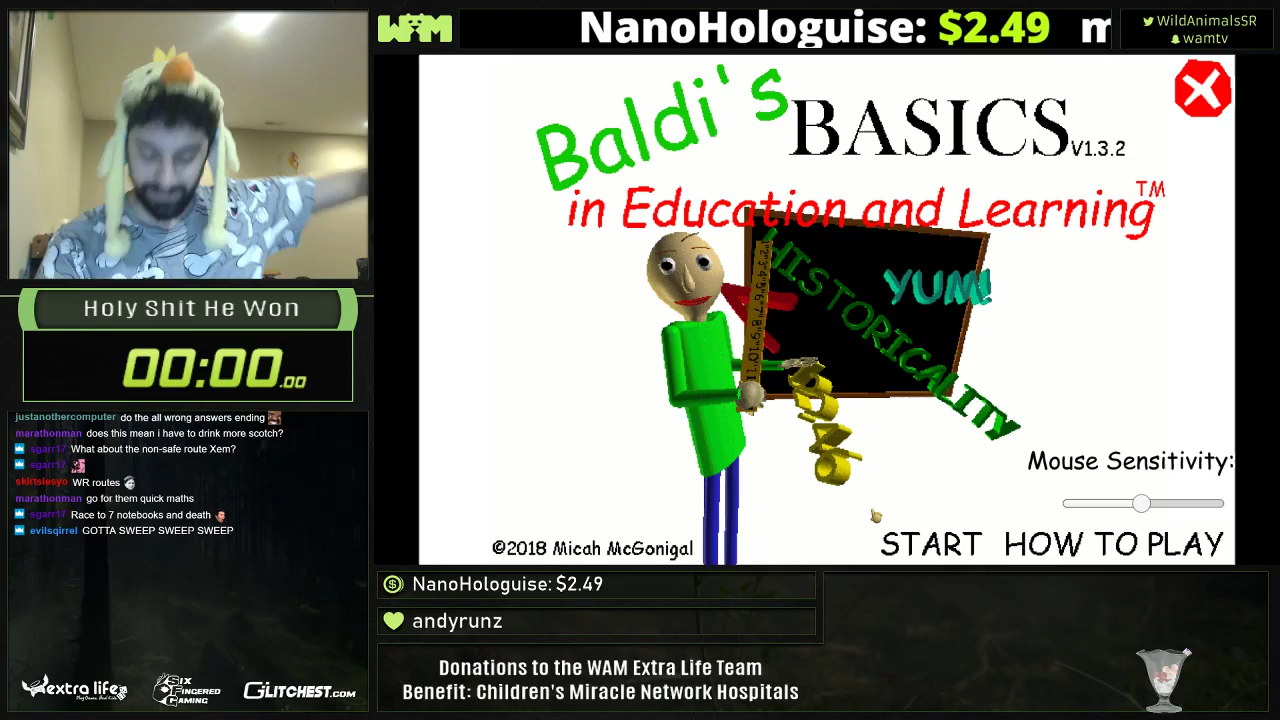 WAM
NanoHologuise: $2.49 m
WildAnimalsSR
wamtv
Baldi's
BASICS V1.3.2
in Education and Learning TM
HISTORICALITY
YUM!
Mouse Sensitivity:
©2018 Micah McGonigal
START HOW TO PLAY
Holy Shit He Won
00:00.00
justanothercomputer do the all wrong answers ending
marathonman does this mean i have to drink more scotch?
sgarr17 What about the non-safe route Xem?
sgarr17
skirtslesyo WR routes
marathonman go for them quick maths
sgarr17 Race to 7 notebooks and death
evilsqirrel GOTTA SWEEP SWEEP SWEEP
NanoHologuise: $2.49
andyrunz
Donations to the WAM Extra Life Team
Benefit: Children's Miracle Network Hospitals
extra life
SIX FINGERED GAMING
GLITCHEST.COM